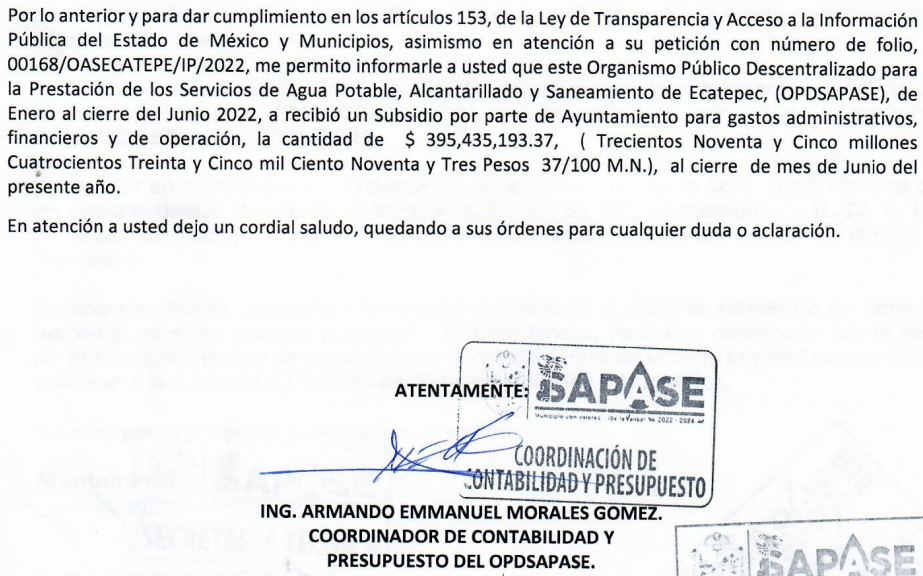 Por lo anterior y para dar cumplimiento en los artículos 153, de la Ley de Transparencia y Acceso a la Información
Pública del Estado de México y Municipios, asimismo en atención a su petición con número de folio,
00168/OASECATEPE/IP/2022, me permito informarle a usted que este Organismo Público Descentralizado para
la Prestación de los Servicios de Agua Potable, Alcantarillado y Saneamiento de Ecatepec, (OPDSAPASE), de
Enero al cierre del Junio 2022, a recibió un Subsidio por parte de Ayuntamiento para gastos administrativos,
financieros y de operación, la cantidad de $ 395,435,193.37, ( Trecientos Noventa y Cinco millones
Cuatrocientos Treinta y Cinco mil Ciento Noventa y Tres Pesos 37/100 M.N.), al cierre de mes de Junio del
presente año.
En atención a usted dejo un cordial saludo, quedando a sus órdenes para cualquier duda o aclaración.
ATENTAMENTE:
SAPASE
Municipio con valores 2022 - 2024
COORDINACIÓN DE
CONTABILIDAD Y PRESUPUESTO
ING. ARMANDO EMMANUEL MORALES GOMEZ.
COORDINADOR DE CONTABILIDAD Y
PRESUPUESTO DEL OPDSAPASE.
SAPASE